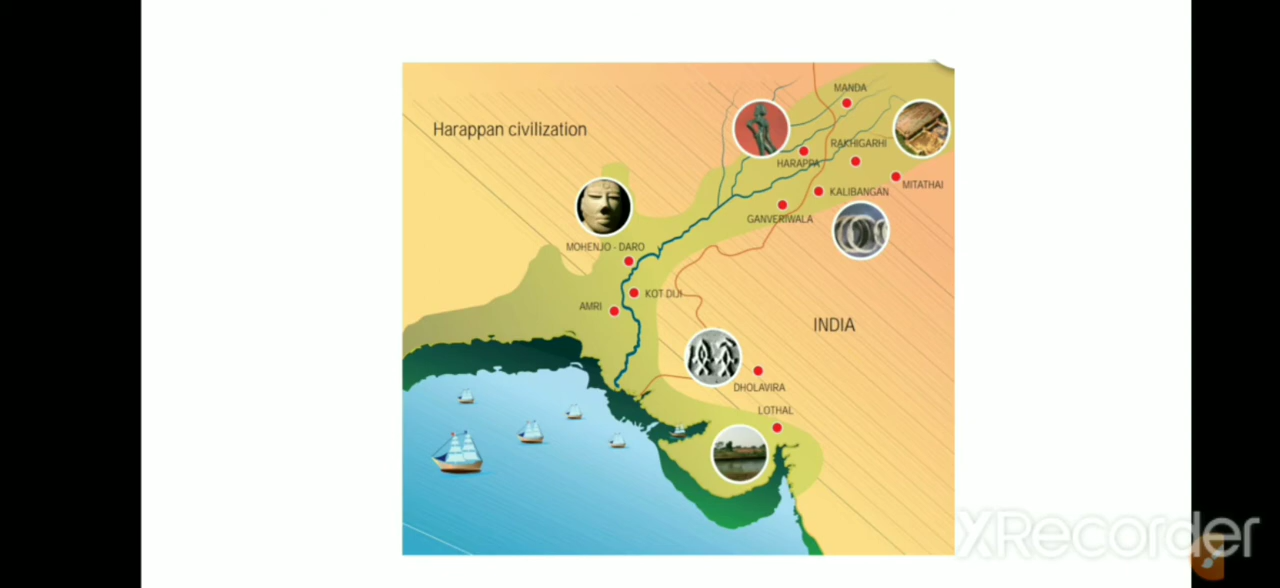 MANDA
Harappan civilization
RAKHIGARHI
HARAPPA
MITATHAI
KALIBANGAN
GANVERIWALA
MOHENJO - DARO
KOT DIJI
AMRI
INDIA
DHOLAVIRA
LOTHAL
XRecorder